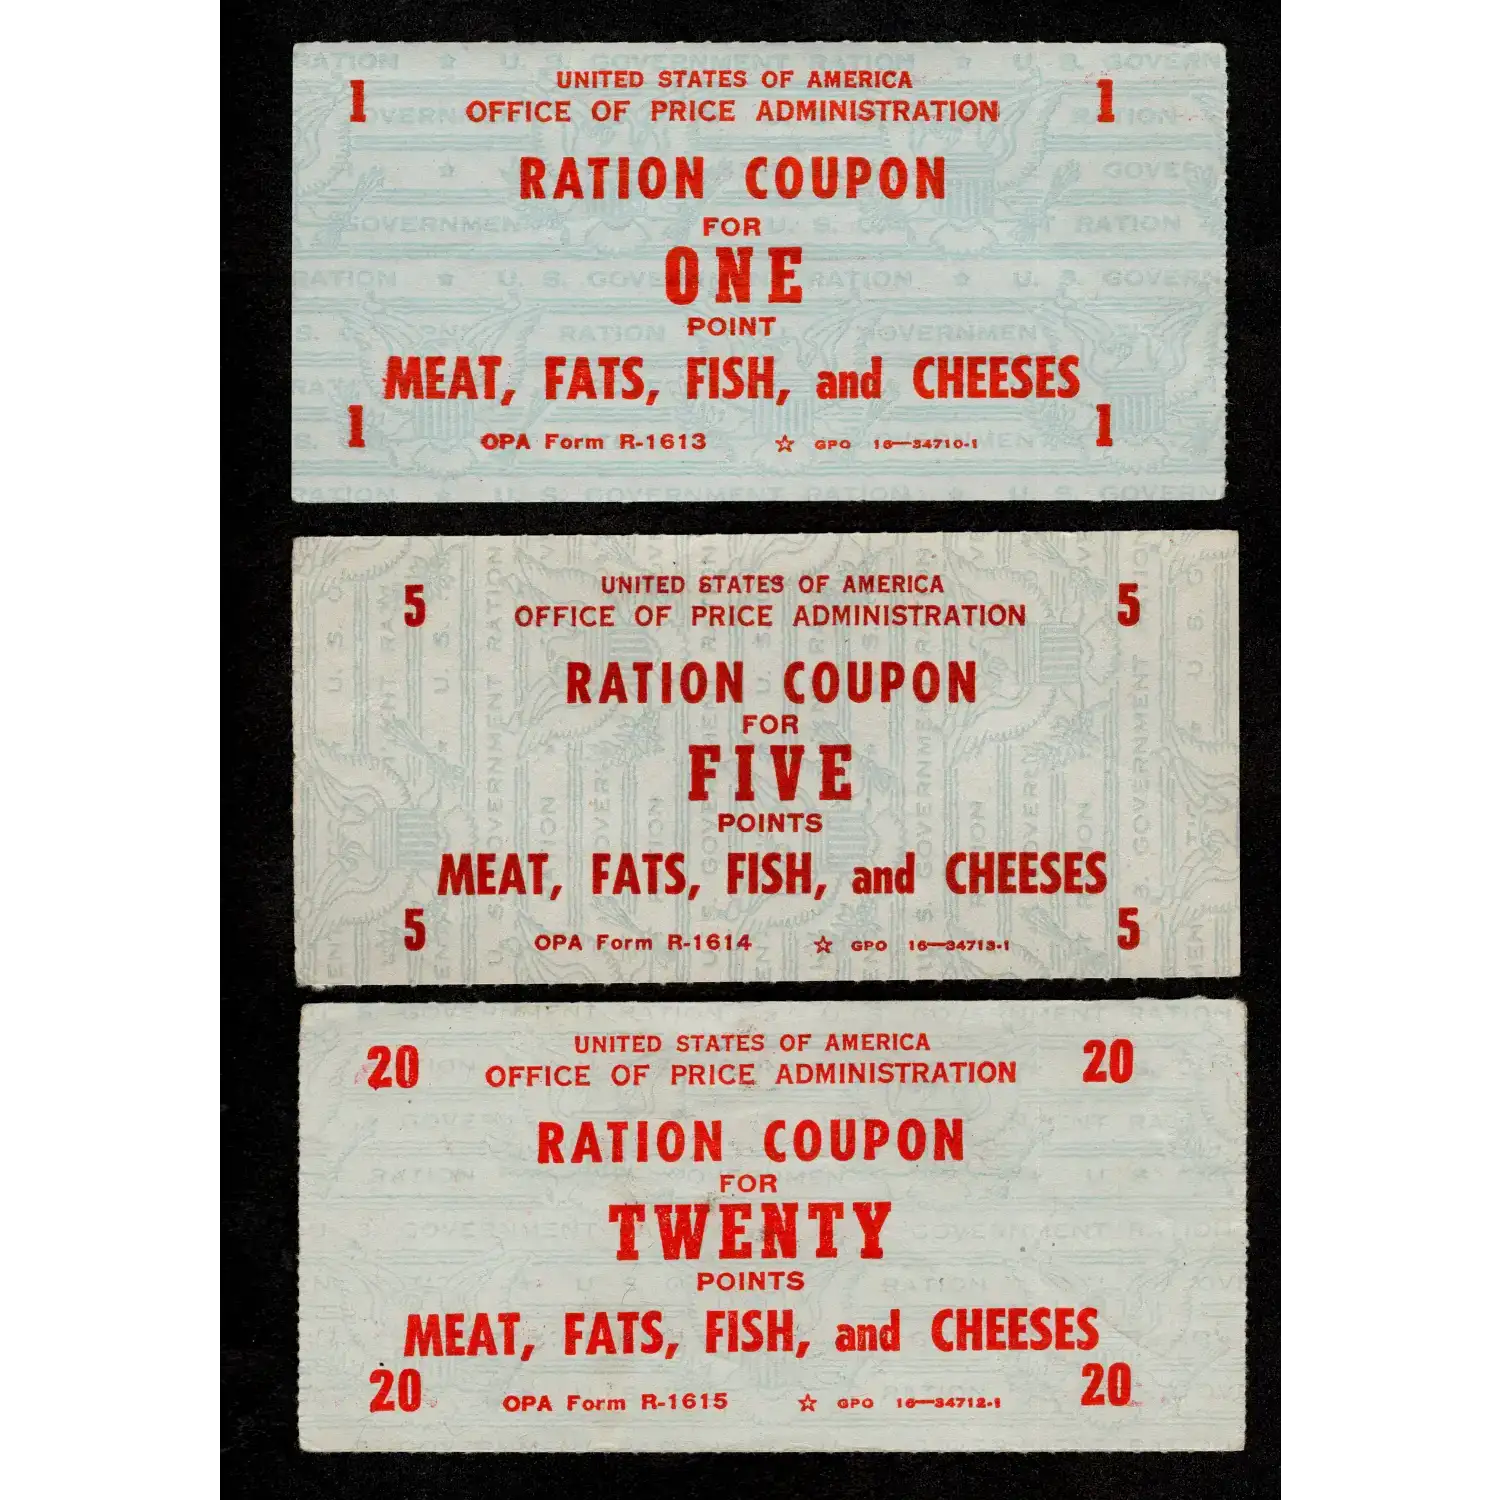 1 UNITED STATES OF AMERICA 1
OFFICE OF PRICE ADMINISTRATION
RATION COUPON
FOR
ONE
POINT
MEAT, FATS, FISH, and CHEESES
1 OPA Form R-1613 ☆ GPO 16—34710-1 1
5 UNITED STATES OF AMERICA 5
OFFICE OF PRICE ADMINISTRATION
RATION COUPON
FOR
FIVE
POINTS
MEAT, FATS, FISH, and CHEESES
5 OPA Form R-1614 ☆ GPO 16—34713-1 5
20 UNITED STATES OF AMERICA 20
OFFICE OF PRICE ADMINISTRATION
RATION COUPON
FOR
TWENTY
POINTS
MEAT, FATS, FISH, and CHEESES
20 OPA Form R-1615 ☆ GPO 16—34712-1 20